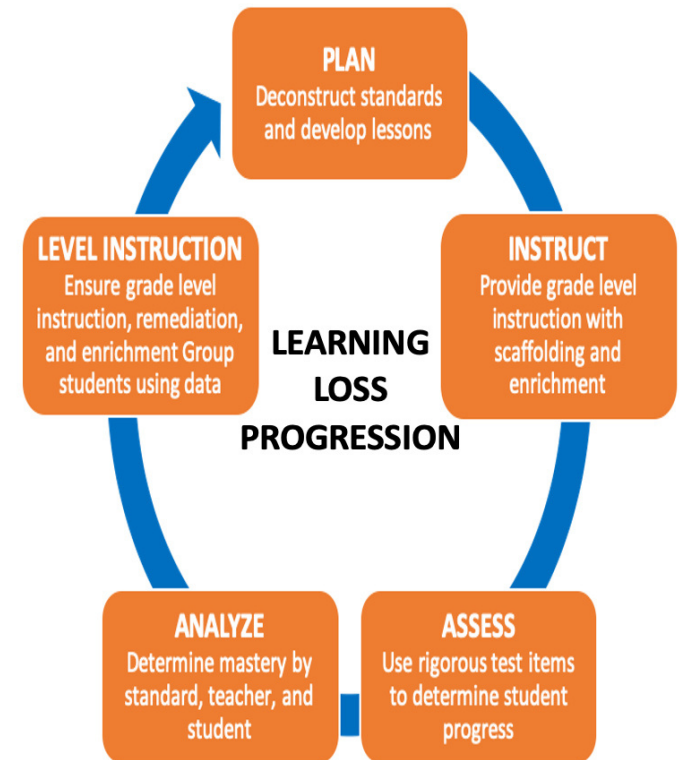 PLAN
Deconstruct standards
and develop lessons
INSTRUCT
Provide grade level
instruction with
scaffolding and
enrichment
ASSESS
Use rigorous test items
to determine student
progress
ANALYZE
Determine mastery by
standard, teacher, and
student
LEVEL INSTRUCTION
Ensure grade level
instruction, remediation,
and enrichment Group
students using data
LEARNING
LOSS
PROGRESSION